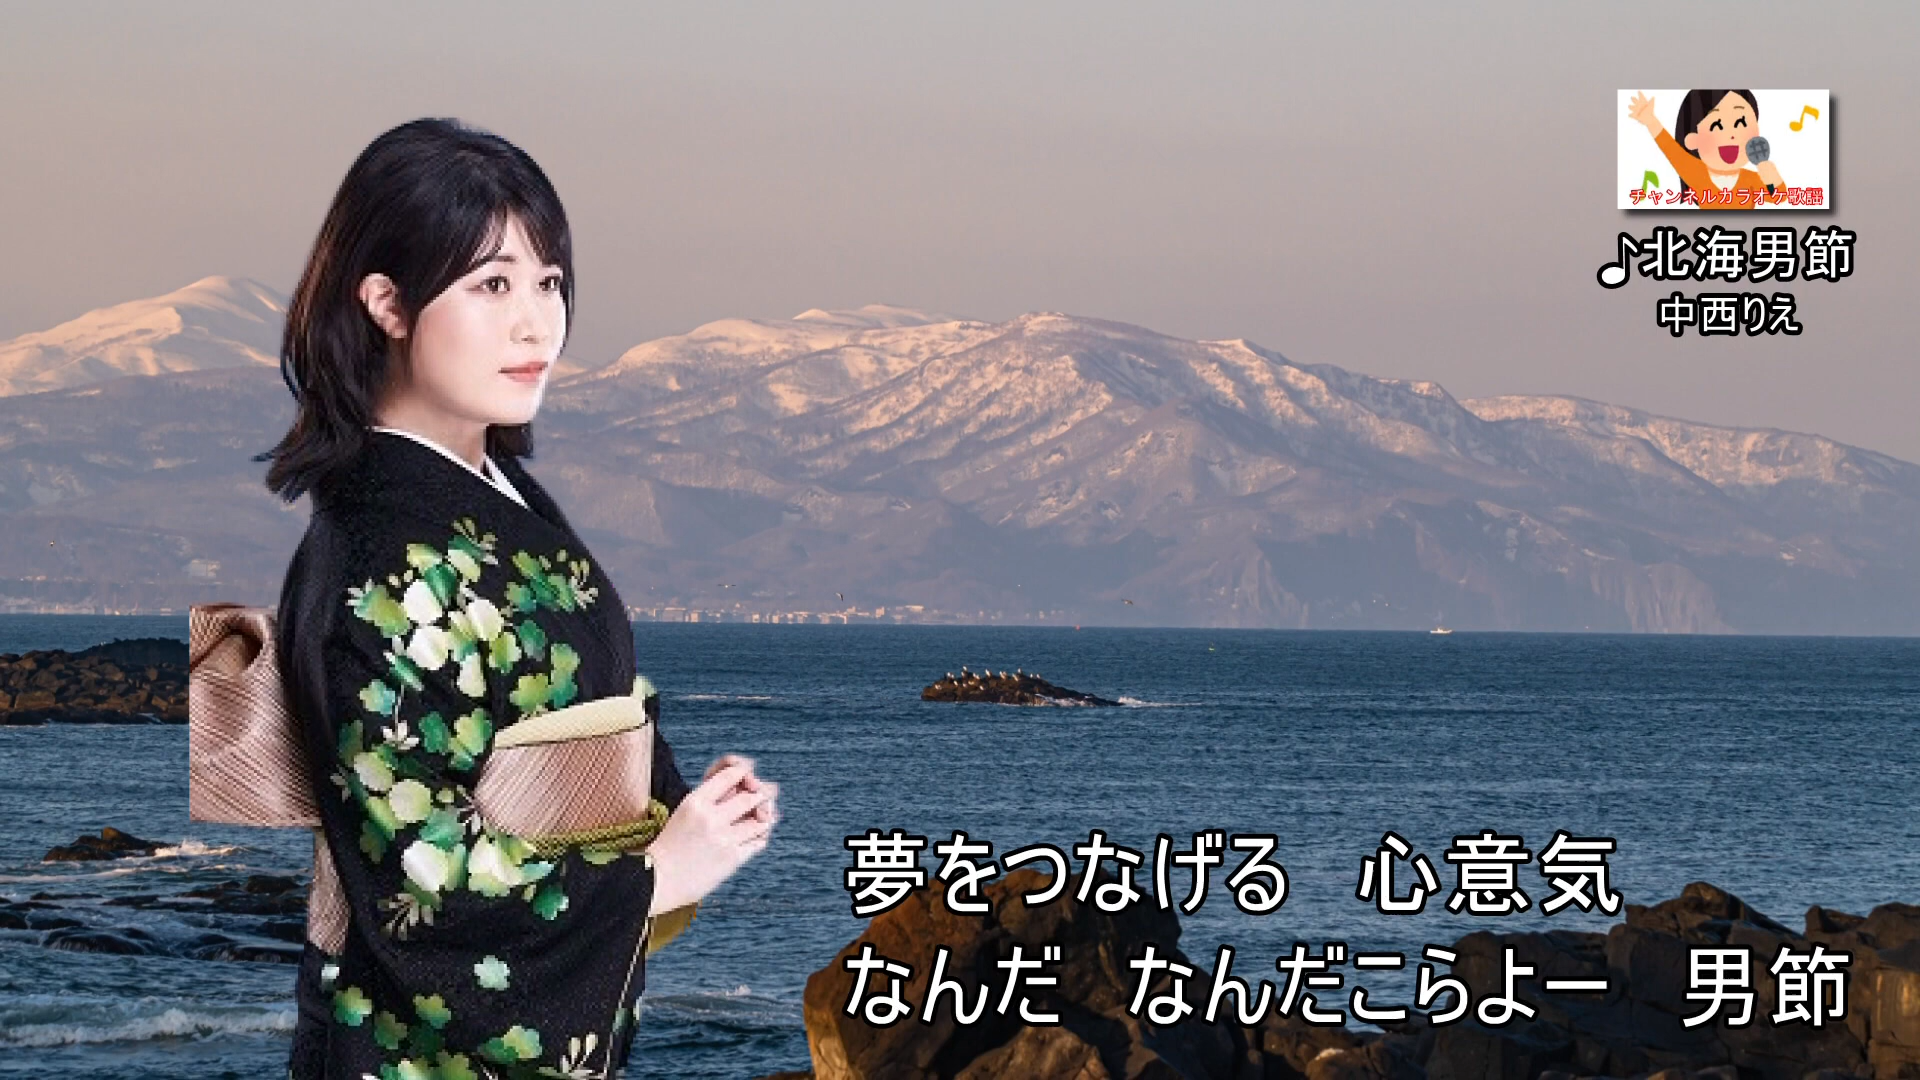 チャンネルカラオケ歌謡
♪北海男節
中西りえ
夢をつなげる　心意気
なんだ　なんだこらよー　男節